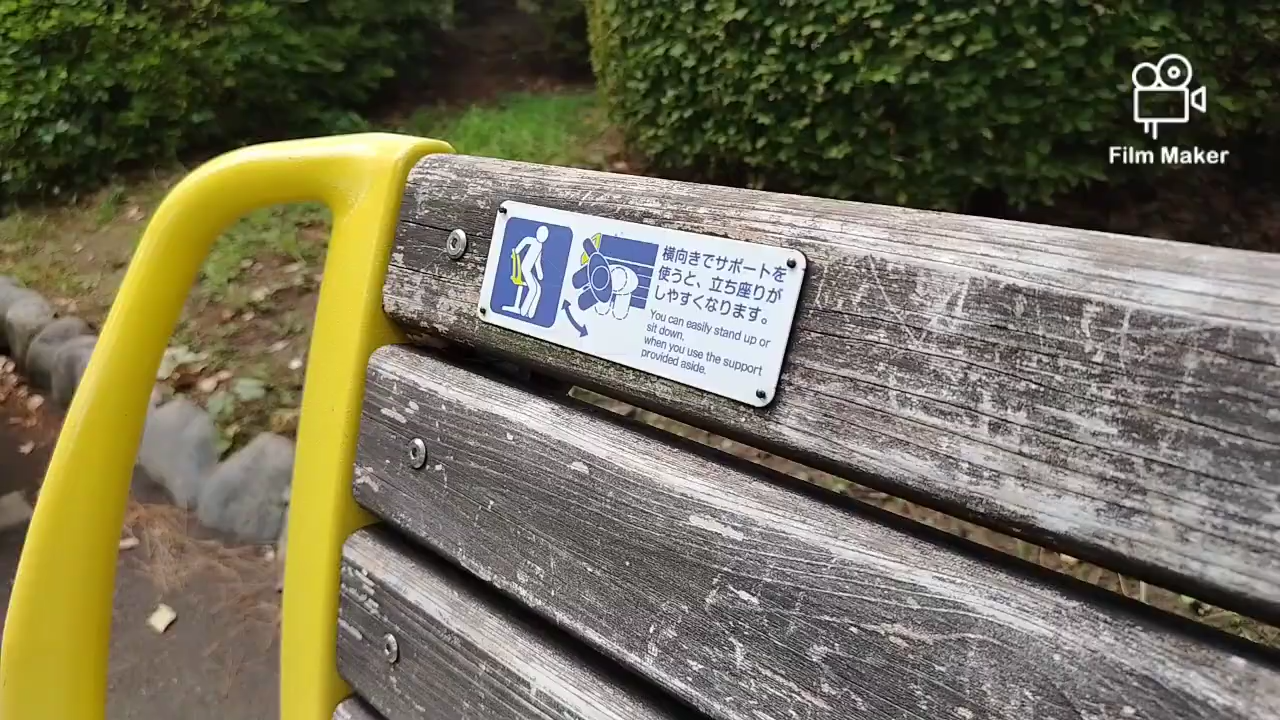 Film Maker
横向きでサポートを
使うと、立ち座りが
しやすくなります。
You can easily stand up or
sit down,
when you use the support
provided aside.